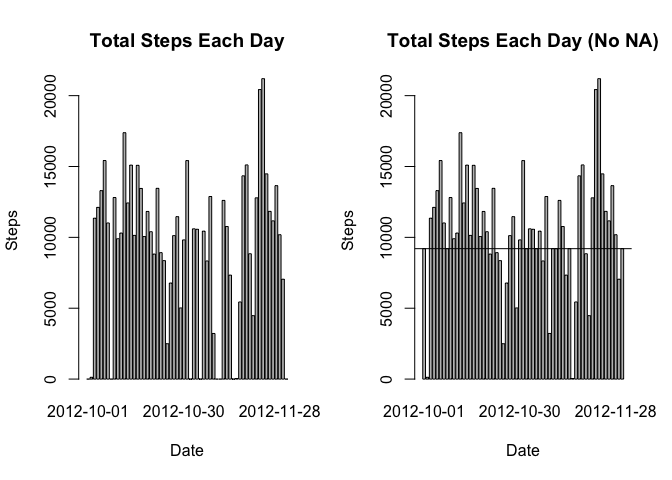 Total Steps Each Day
Steps
0
5000
10000
15000
20000
2012-10-01
2012-10-30
2012-11-28
Date
Total Steps Each Day (No NA)
Steps
0
5000
10000
15000
20000
2012-10-01
2012-10-30
2012-11-28
Date